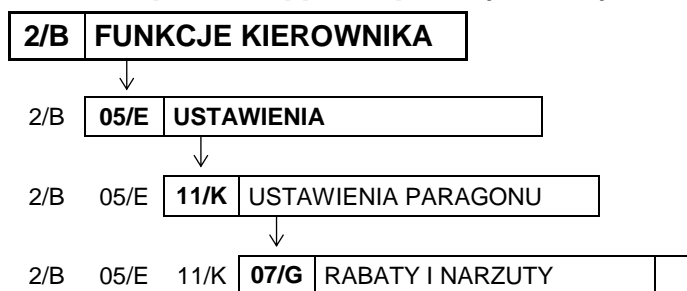 2/B FUNKCJE KIEROWNIKA
2/B 05/E USTAWIENIA
2/B 05/E 11/K USTAWIENIA PARAGONU
2/B 05/E 11/K 07/G RABATY I NARZUTY